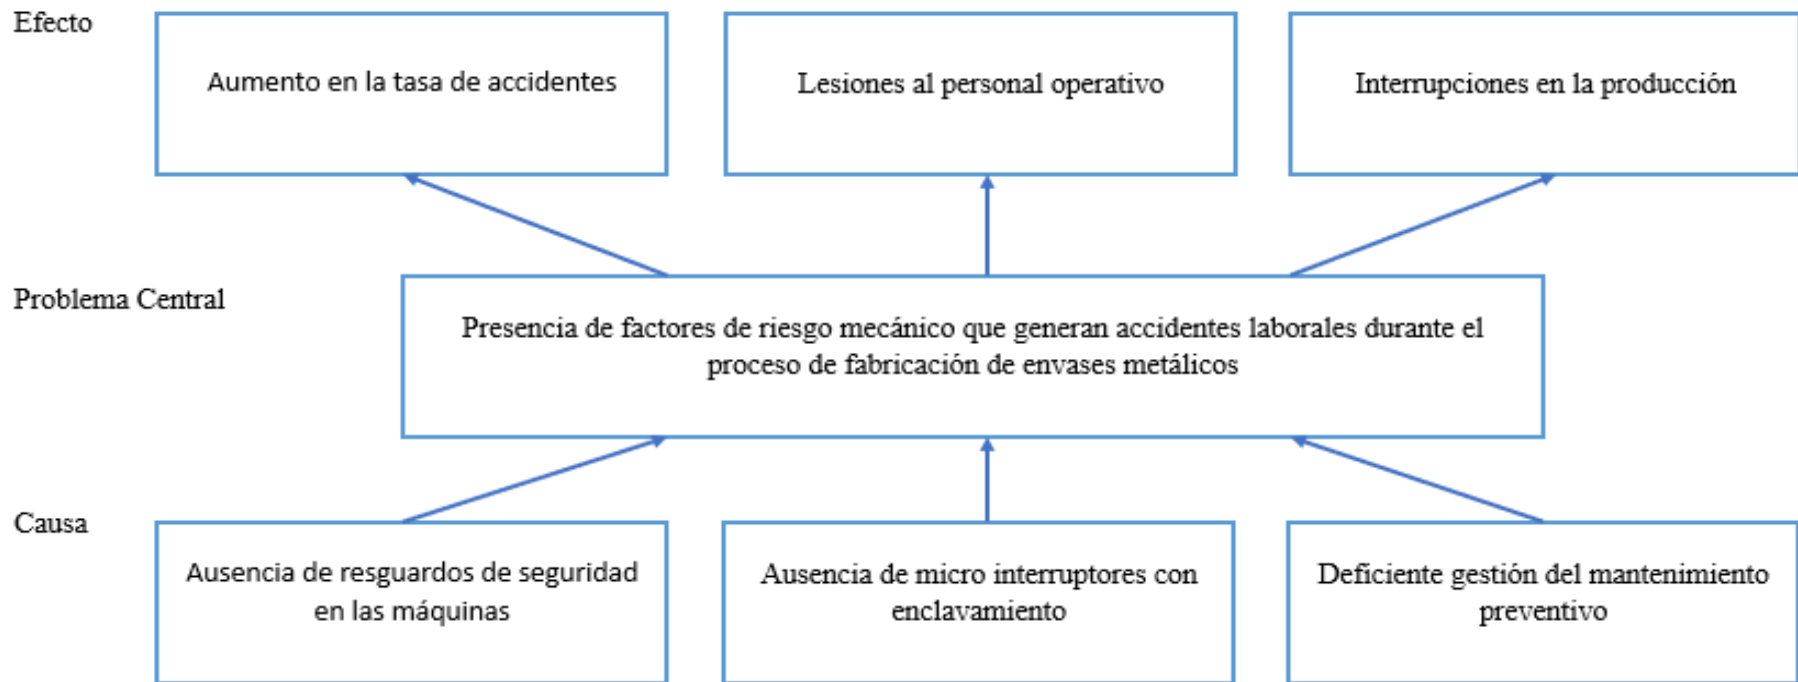 Efecto
Aumento en la tasa de accidentes
Lesiones al personal operativo
Interrupciones en la producción
Problema Central
Presencia de factores de riesgo mecánico que generan accidentes laborales durante el
proceso de fabricación de envases metálicos
Causa
Ausencia de resguardos de seguridad
en las máquinas
Ausencia de micro interruptores con
enclavamiento
Deficiente gestión del mantenimiento
preventivo